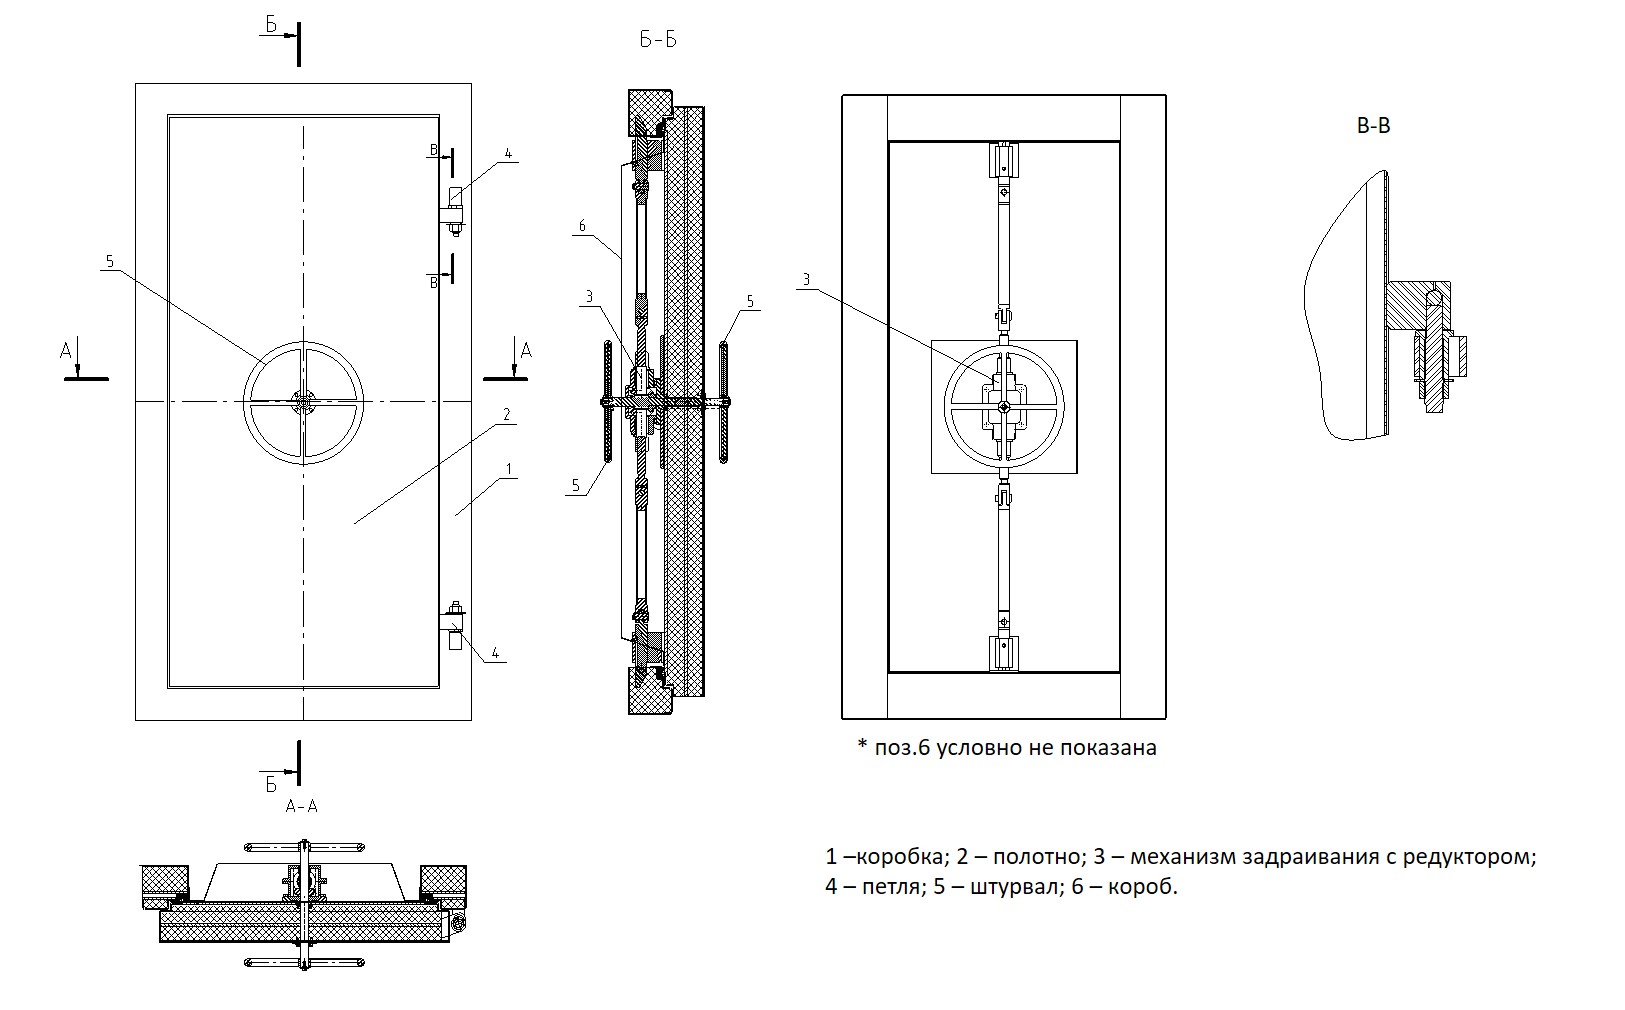 Б
Б-Б
В-В
В
4
5
6
А
А
В
3
5
3
2
1
5
4
Б
* поз.6 условно не показана
А-А
1 –коробка; 2 – полотно; 3 – механизм задраивания с редуктором;
4 – петля; 5 – штурвал; 6 – короб.